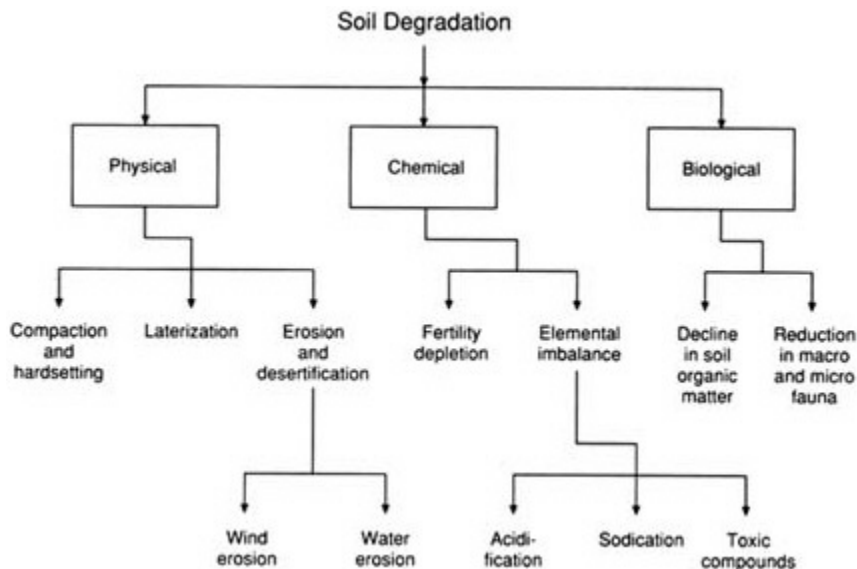 Soil Degradation
Physical
Chemical
Biological
Compaction
and
hardsetting
Laterization
Erosion
and
desertification
Fertility
depletion
Elemental
imbalance
Decline
in soil
organic
matter
Reduction
in macro
and micro
fauna
Wind
erosion
Water
erosion
Acidi-
fication
Sodication
Toxic
compounds